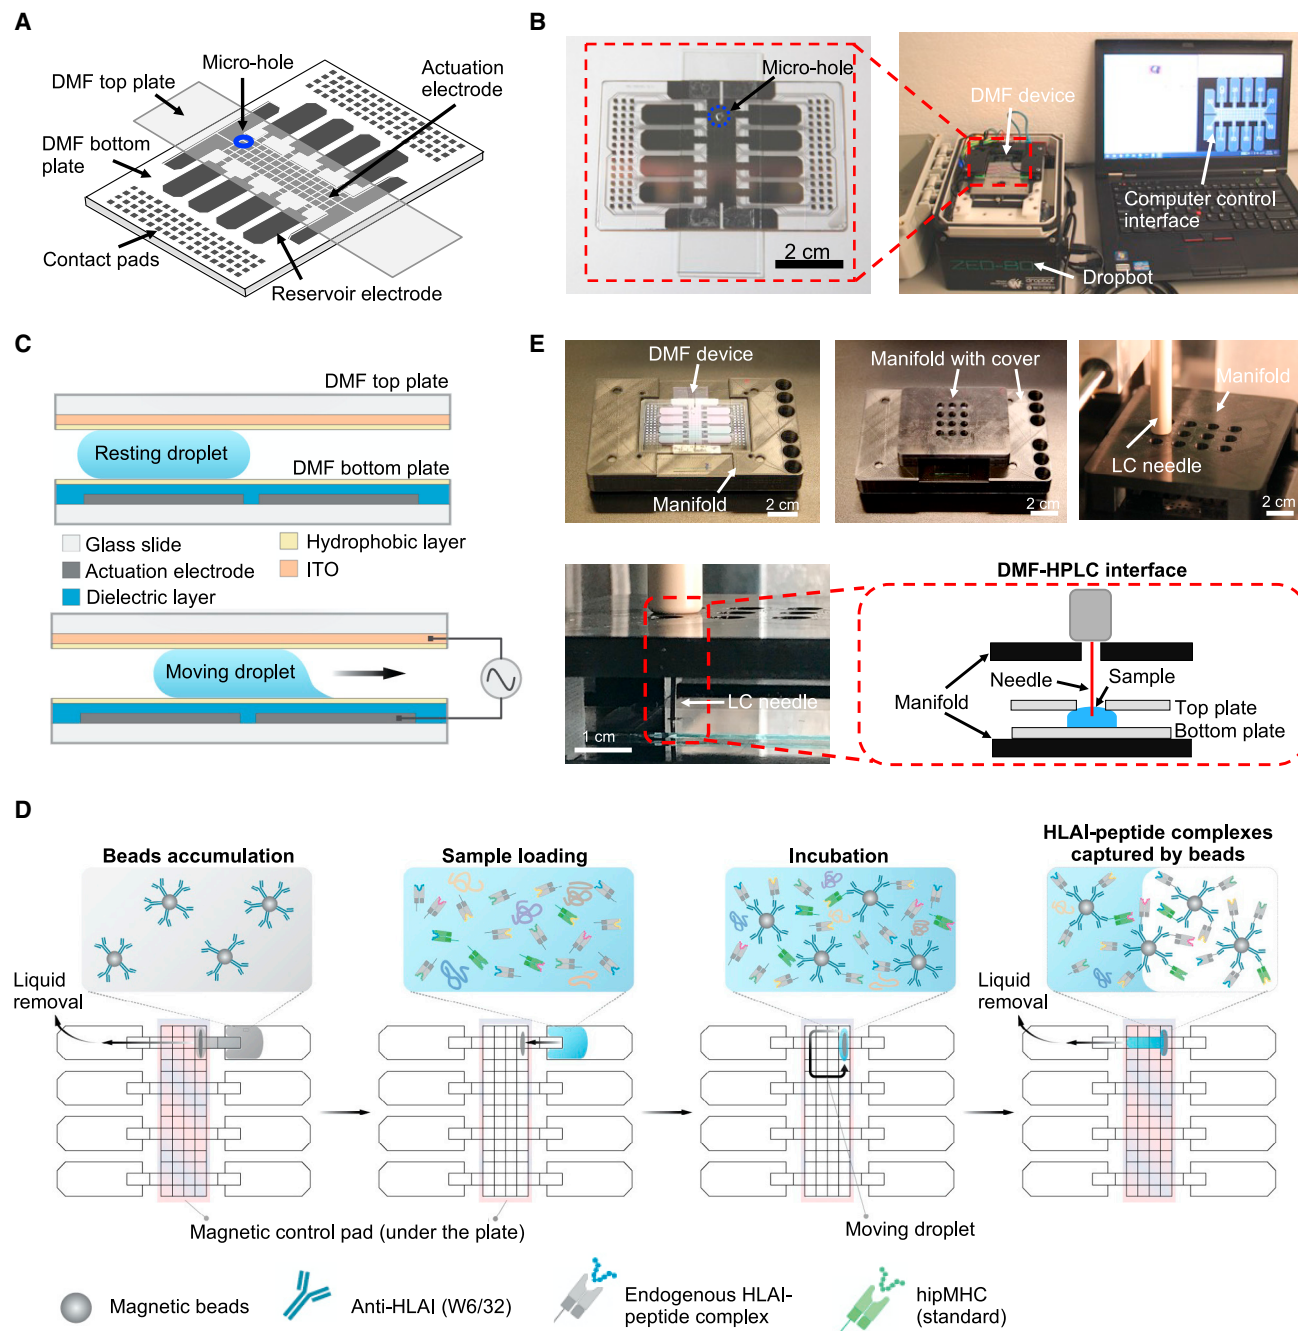 A
Micro-hole
DMF top plate
Actuation
electrode
DMF bottom
plate
Contact pads
Reservoir electrode
B
Micro-hole
2 cm
DMF device
Computer control
interface
ZEO-80
Dropbot
C
DMF top plate
Resting droplet
DMF bottom plate
Glass slide
Hydrophobic layer
Actuation electrode
ITO
Dielectric layer
Moving droplet
E
DMF device
Manifold
2 cm
Manifold with cover
2 cm
Manifold
LC needle
2 cm
LC needle
1 cm
DMF-HPLC interface
Needle
Sample
Manifold
Top plate
Bottom plate
D
Beads accumulation
Sample loading
Incubation
HLAI-peptide complexes
captured by beads
Liquid
removal
Liquid
removal
Magnetic control pad (under the plate)
Moving droplet
Magnetic beads
Anti-HLAI (W6/32)
Endogenous HLAI-
peptide complex
hipMHC
(standard)